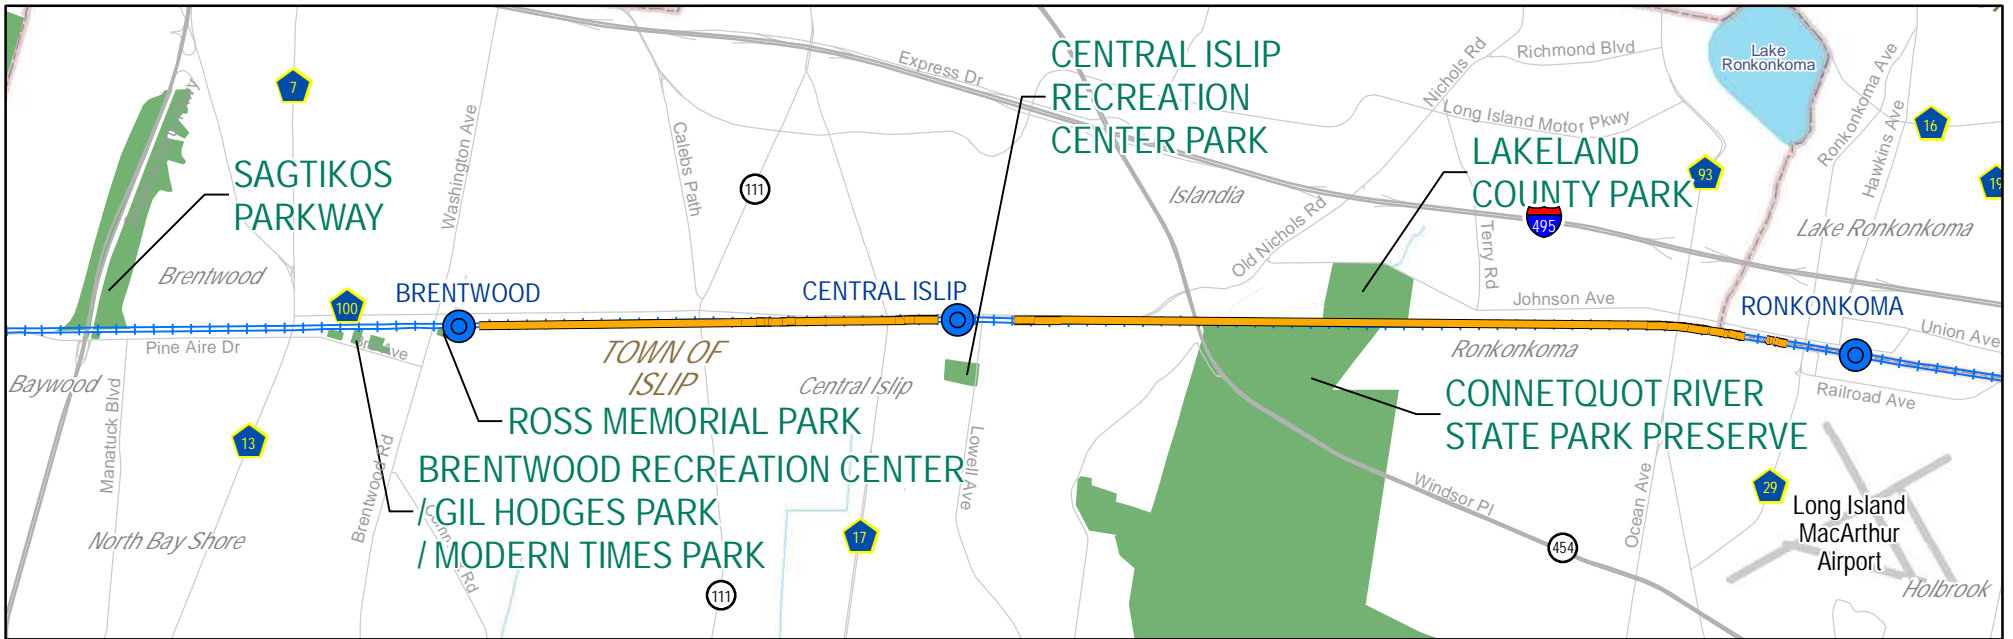 Express Dr
CENTRAL ISLIP
RECREATION
CENTER PARK
Nichols Rd
Richmond Blvd
Lake
Ronkonkoma
Ronkonkoma Ave
Hawkins Ave
16
7
Long Island Motor Pkwy
LAKELAND
COUNTY PARK
93
19
SAGTIKOS
PARKWAY
Washington Ave
Calebs Path
111
Islandia
495
Old Nichols Rd
Terry Rd
Lake Ronkonkoma
Brentwood
100
BRENTWOOD
CENTRAL ISLIP
Johnson Ave
RONKONKOMA
Union Ave
Pine Aire Dr
TOWN OF
ISLIP
Ronkonkoma
Baywood
Central Islip
Railroad Ave
Manatuck Blvd
ROSS MEMORIAL PARK
CONNETQUOT RIVER
STATE PARK PRESERVE
13
Brentwood Rd
BRENTWOOD RECREATION CENTER
/ GIL HODGES PARK
/ MODERN TIMES PARK
Lowell Ave
Windsor Pl
Ocean Ave
29
Long Island
MacArthur
Airport
North Bay Shore
17
454
111
Holbrook